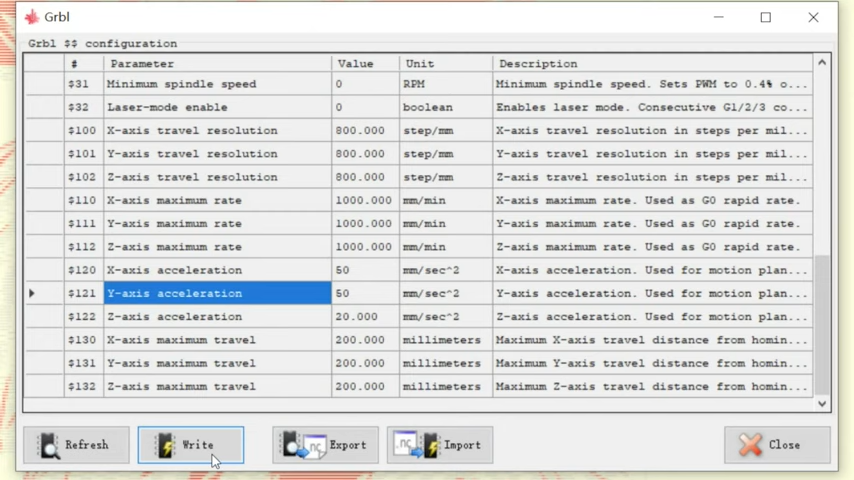 Grbl
Grbl $$ configuration
# Parameter Value Unit Description
$31 Minimum spindle speed 0 RPM Minimum spindle speed. Sets PWM to 0.4% o...
$32 Laser-mode enable 0 boolean Enables laser mode. Consecutive G1/2/3 co...
$100 X-axis travel resolution 800.000 step/mm X-axis travel resolution in steps per mil...
$101 Y-axis travel resolution 800.000 step/mm Y-axis travel resolution in steps per mil...
$102 Z-axis travel resolution 800.000 step/mm Z-axis travel resolution in steps per mil...
$110 X-axis maximum rate 1000.000 mm/min X-axis maximum rate. Used as G0 rapid rate.
$111 Y-axis maximum rate 1000.000 mm/min Y-axis maximum rate. Used as G0 rapid rate.
$112 Z-axis maximum rate 1000.000 mm/min Z-axis maximum rate. Used as G0 rapid rate.
$120 X-axis acceleration 50 mm/sec^2 X-axis acceleration. Used for motion plan...
$121 Y-axis acceleration 50 mm/sec^2 Y-axis acceleration. Used for motion plan...
$122 Z-axis acceleration 20.000 mm/sec^2 Z-axis acceleration. Used for motion plan...
$130 X-axis maximum travel 200.000 millimeters Maximum X-axis travel distance from homin...
$131 Y-axis maximum travel 200.000 millimeters Maximum Y-axis travel distance from homin...
$132 Z-axis maximum travel 200.000 millimeters Maximum Z-axis travel distance from homin...
Refresh Write nc Export nc Import Close